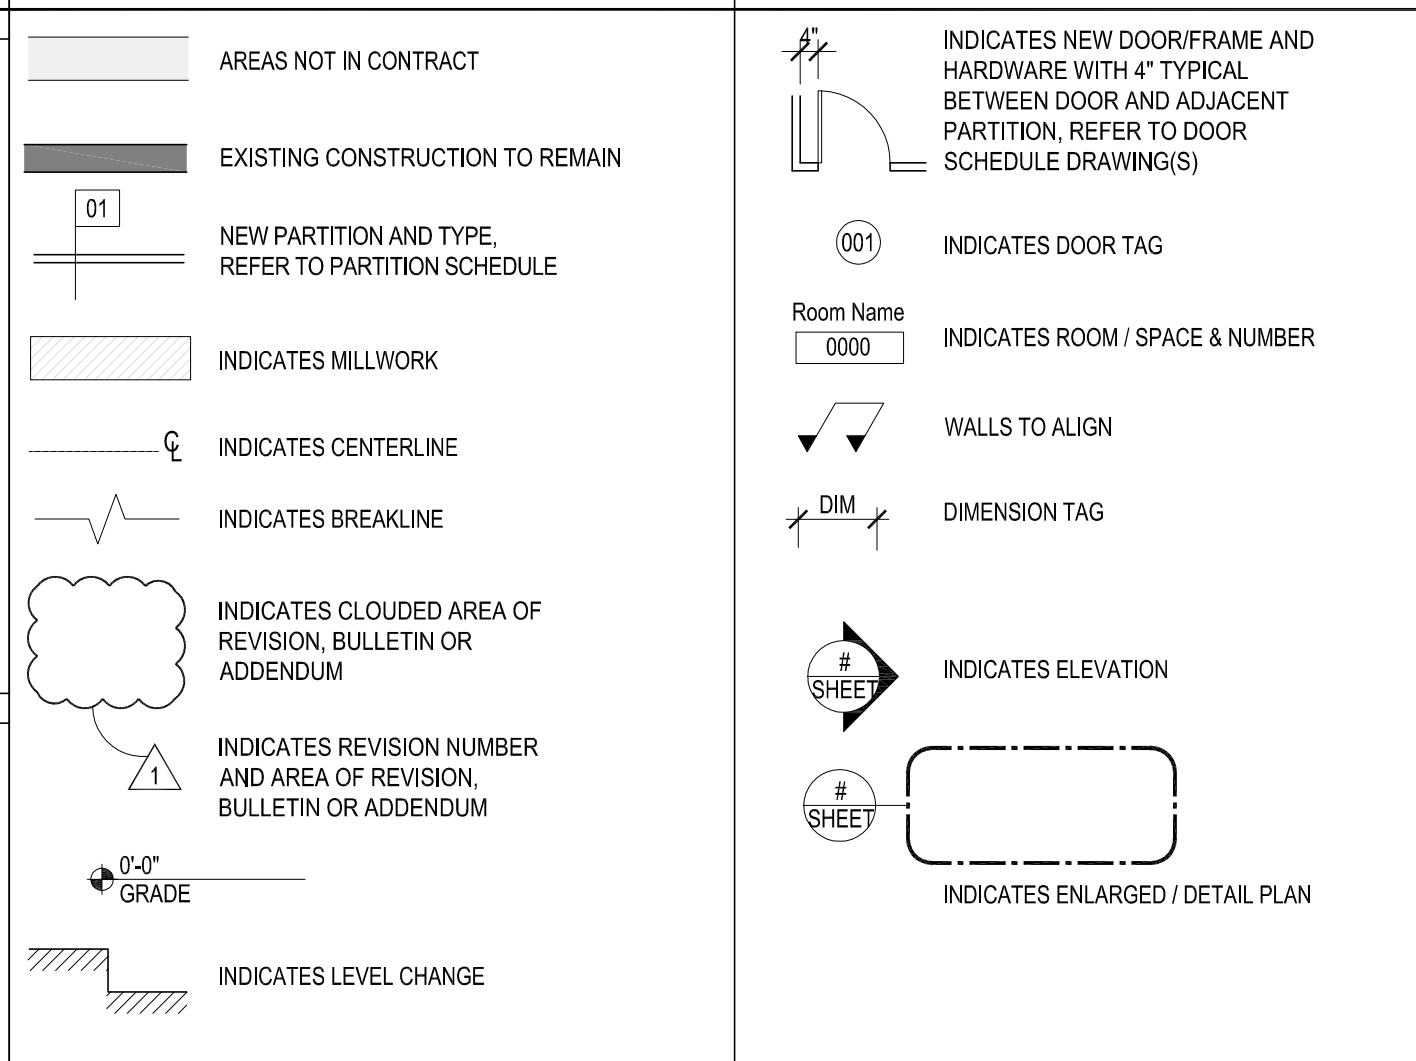 AREAS NOT IN CONTRACT
EXISTING CONSTRUCTION TO REMAIN
01
NEW PARTITION AND TYPE,
REFER TO PARTITION SCHEDULE
INDICATES MILLWORK
CL
INDICATES CENTERLINE
INDICATES BREAKLINE
INDICATES CLOUDED AREA OF
REVISION, BULLETIN OR
ADDENDUM
1
INDICATES REVISION NUMBER
AND AREA OF REVISION,
BULLETIN OR ADDENDUM
0'-0"
GRADE
INDICATES LEVEL CHANGE
4"
INDICATES NEW DOOR/FRAME AND
HARDWARE WITH 4" TYPICAL
BETWEEN DOOR AND ADJACENT
PARTITION, REFER TO DOOR
SCHEDULE DRAWING(S)
001
INDICATES DOOR TAG
Room Name
0000
INDICATES ROOM / SPACE & NUMBER
WALLS TO ALIGN
DIM
DIMENSION TAG
#
SHEET
INDICATES ELEVATION
#
SHEET
INDICATES ENLARGED / DETAIL PLAN